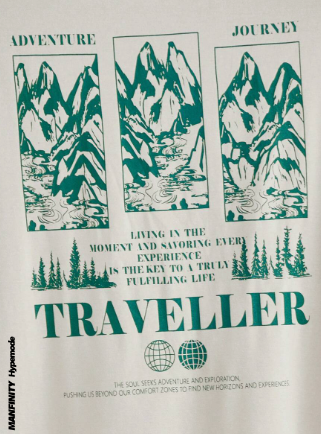 ADVENTURE
JOURNEY
LIVING IN THE
MOMENT AND SAVORING EVERY
EXPERIENCE
IS THE KEY TO A TRULY
FULFILLING LIFE
TRAVELLER
THE SOUL SEEKS ADVENTURE AND EXPLORATION,
PUSHING US BEYOND OUR COMFORT ZONES TO FIND NEW HORIZONS AND EXPERIENCES
MANFINITY Hypemode